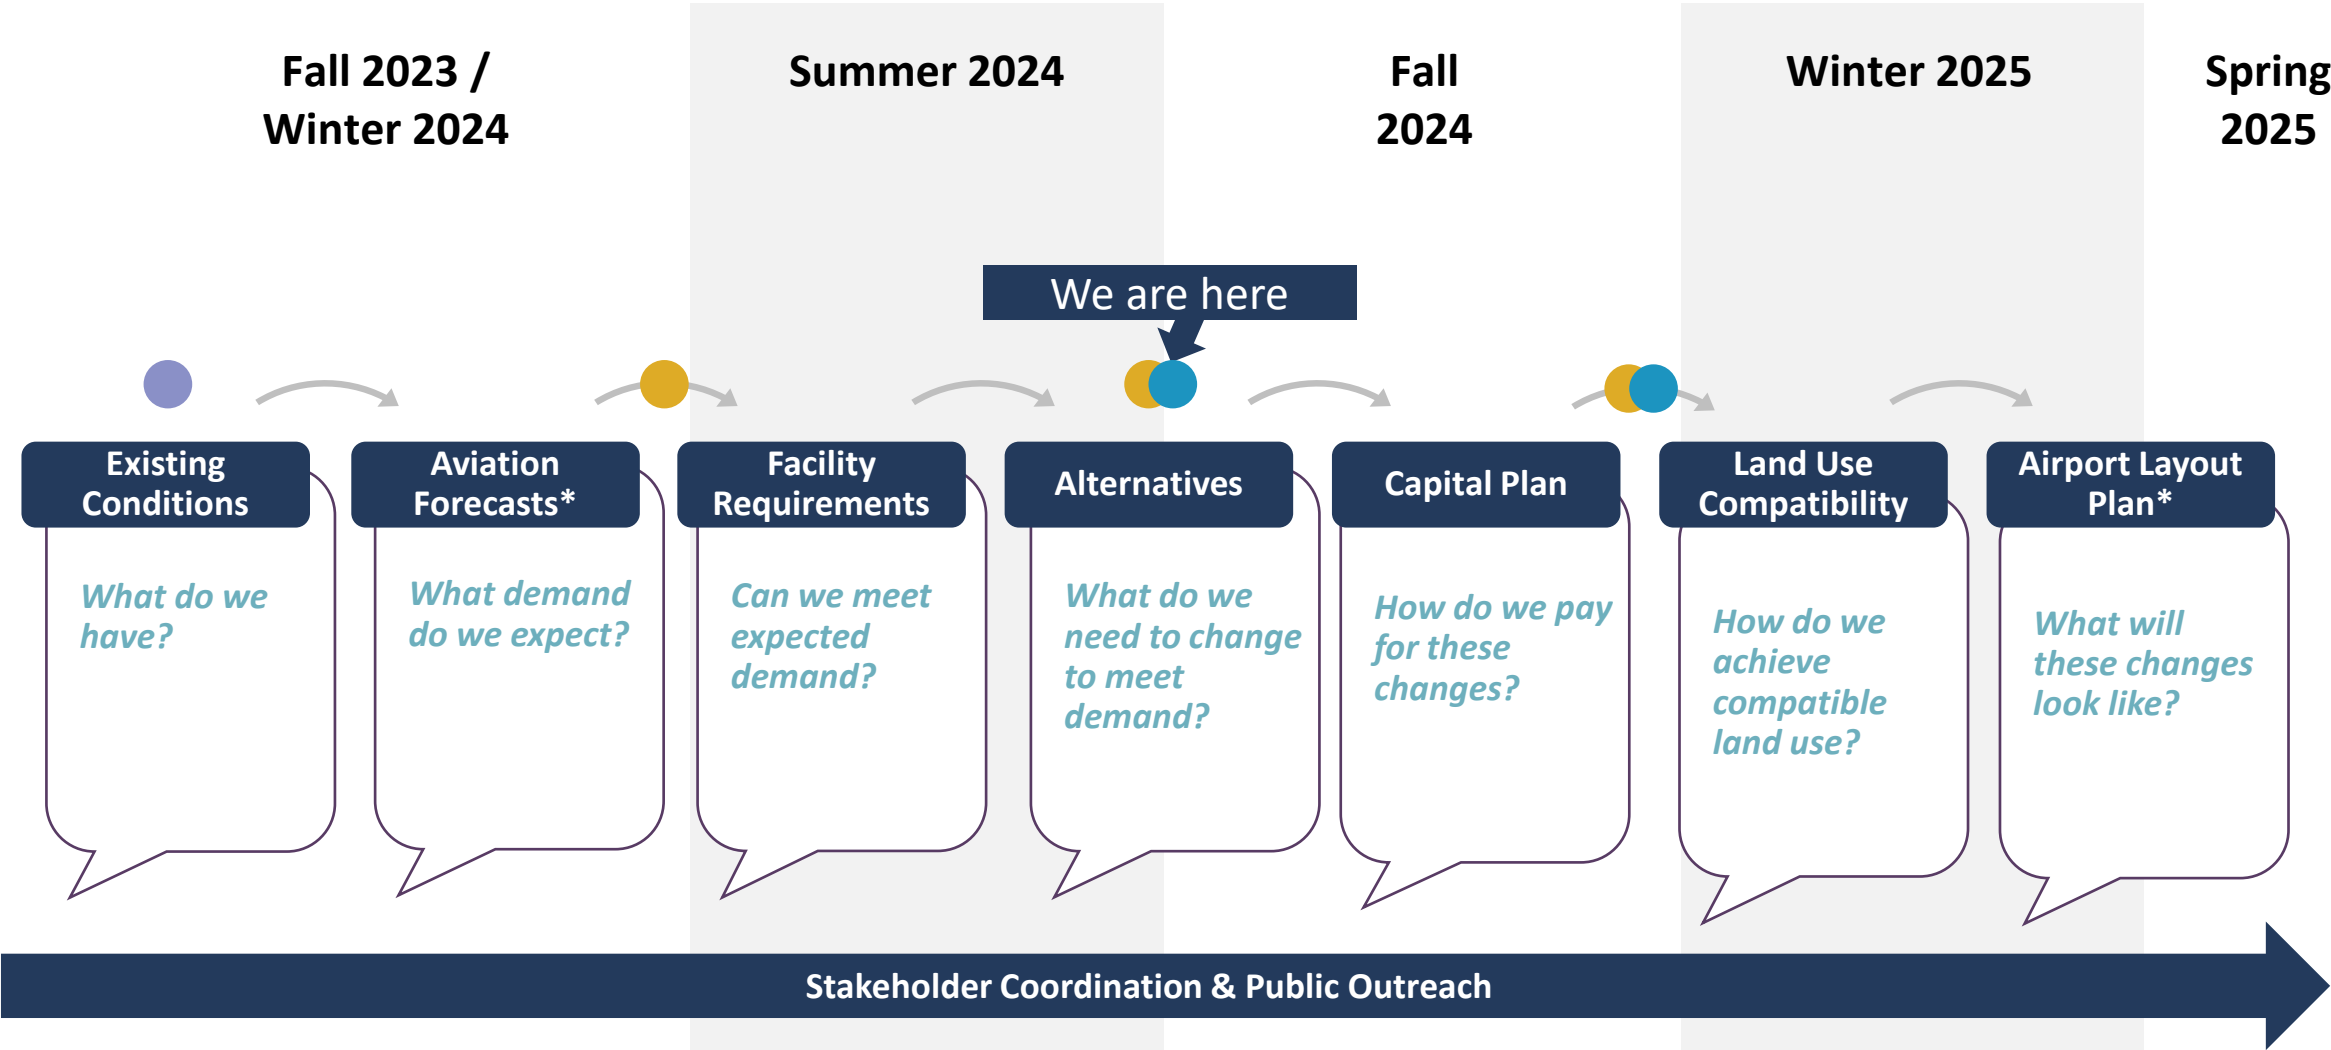 Fall 2023 /
Winter 2024
Summer 2024
Fall
2024
Winter 2025
Spring
2025
We are here
Existing
Conditions
What do we
have?
Aviation
Forecasts*
What demand
do we expect?
Facility
Requirements
Can we meet
expected
demand?
Alternatives
What do we
need to change
to meet
demand?
Capital Plan
How do we pay
for these
changes?
Land Use
Compatibility
How do we
achieve
compatible
land use?
Airport Layout
Plan*
What will
these changes
look like?
Stakeholder Coordination & Public Outreach